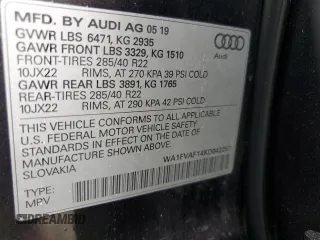 MFD. BY AUDI AG 05 19
GVWR LBS 6471, KG 2935
GAWR FRONT LBS 3329, KG 1510
FRONT-TIRES 285/40 R22
10JX22 RIMS, AT 270 KPA 39 PSI COLD
GAWR REAR LBS 3891, KG 1765
REAR-TIRES 285/40 R22
10JX22 RIMS, AT 290 KPA 42 PSI COLD
Audi
THIS VEHICLE CONFORMS TO ALL APPLICABLE
U.S. FEDERAL MOTOR VEHICLE SAFETY STANDARDS
IN EFFECT ON THE DATE OF MANUFACTURE
SHOWN ABOVE.
SLOVAKIA
TYPE:
MPV
BIDFAX.INFO